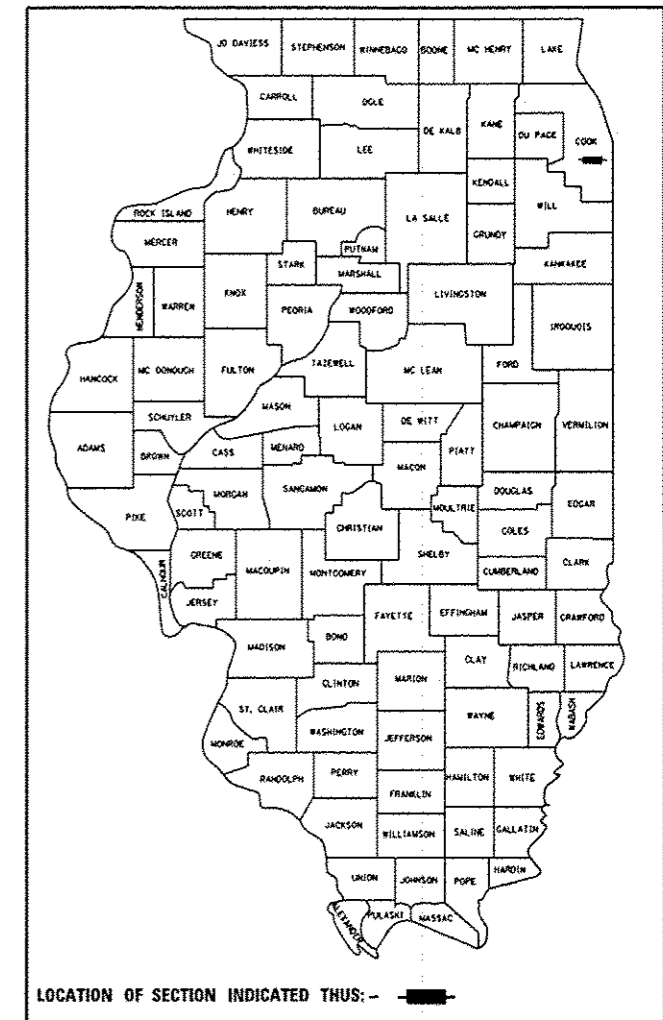 JO DAVIESS STEPHENSON WINNEBAGO BOONE MC HENRY LAKE
CARROLL OGLE DE KALB KANE DU PAGE COOK
WHITESIDE LEE
KENDALL WILL
ROCK ISLAND HENRY BUREAU LA SALLE GRUNDY
MERCER PUTNAM KANKAKEE
STARK MARSHALL
HENDERSON WARREN KNOX PEORIA WOODFORD LIVINGSTON IROQUOIS
HANCOCK MC DONOUGH FULTON TAZEWELL MC LEAN FORD
MASON
SCHUYLER LOGAN DE WITT CHAMPAIGN VERMILION
ADAMS BROWN CASS MENARD PIATT
MACON
MORGAN SANGAMON DOUGLAS
PIKE SCOTT CHRISTIAN MOULTRIE EDGAR
COLES
GREENE MACOUPIN MONTGOMERY SHELBY CUMBERLAND CLARK
CALHOUN JERSEY
FAYETTE EFFINGHAM JASPER CRAWFORD
MADISON BOND
CLAY RICHLAND LAWRENCE
CLINTON MARION
ST. CLAIR WAYNE EDWARDS WABASH
WASHINGTON JEFFERSON
MONROE
RANDOLPH PERRY HAMILTON WHITE
FRANKLIN
JACKSON WILLIAMSON SALINE GALLATIN
UNION JOHNSON POPE HARDIN
ALEXANDER PULASKI MASSAC
LOCATION OF SECTION INDICATED THUS: -